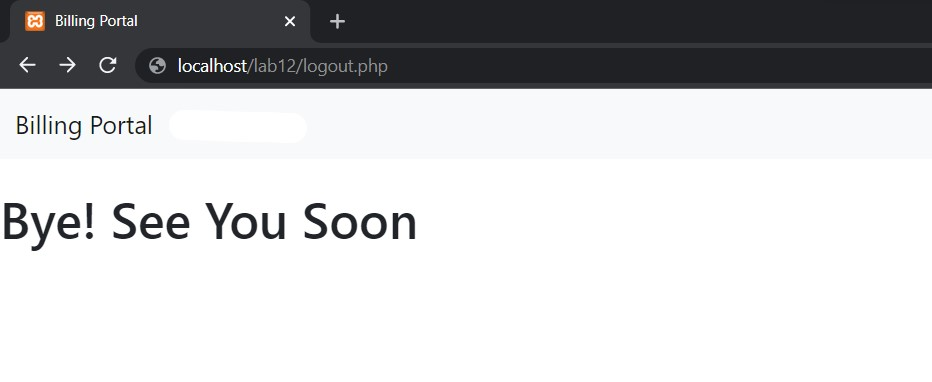 Billing Portal
localhost/lab12/logout.php
Billing Portal
Bye! See You Soon